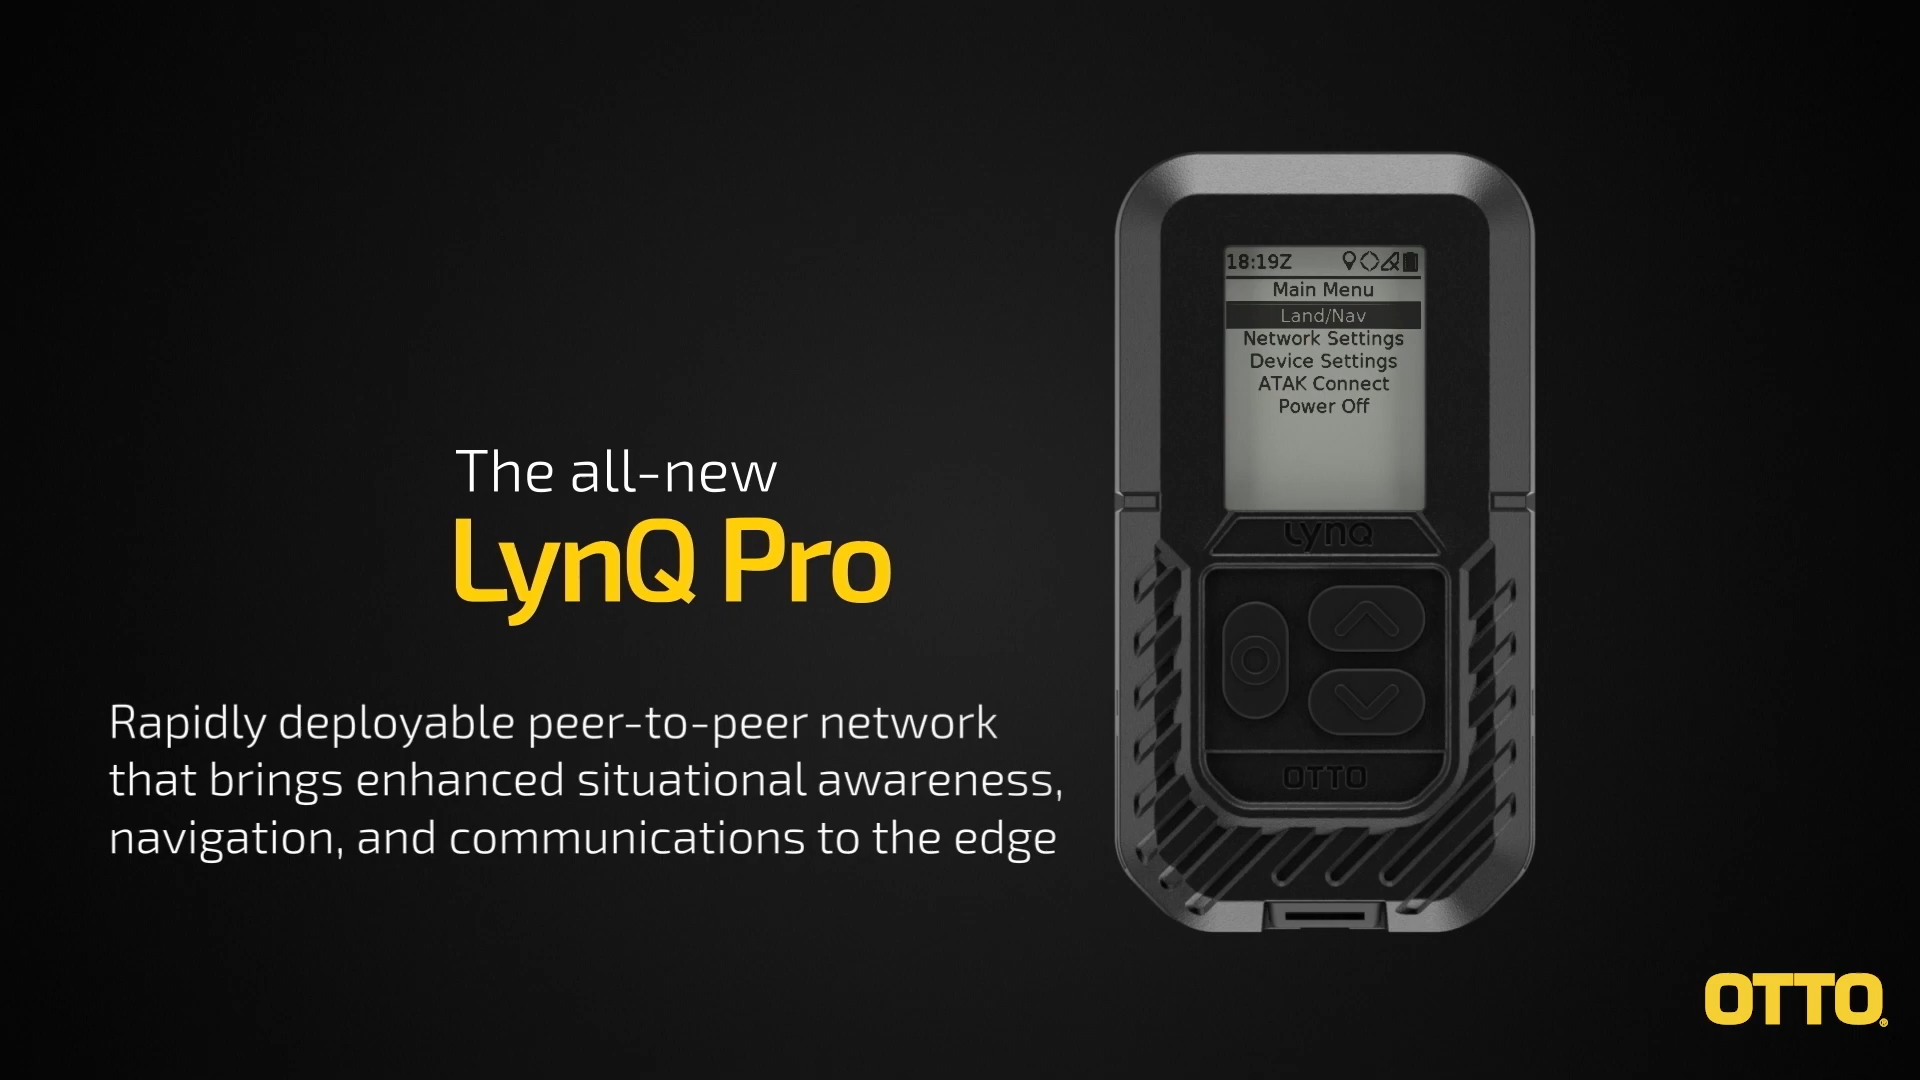 The all-new
LynQ Pro
Rapidly deployable peer-to-peer network
that brings enhanced situational awareness,
navigation, and communications to the edge
18:19Z
Main Menu
Land/Nav
Network Settings
Device Settings
ATAK Connect
Power Off
LynQ
OTTO
OTTO®